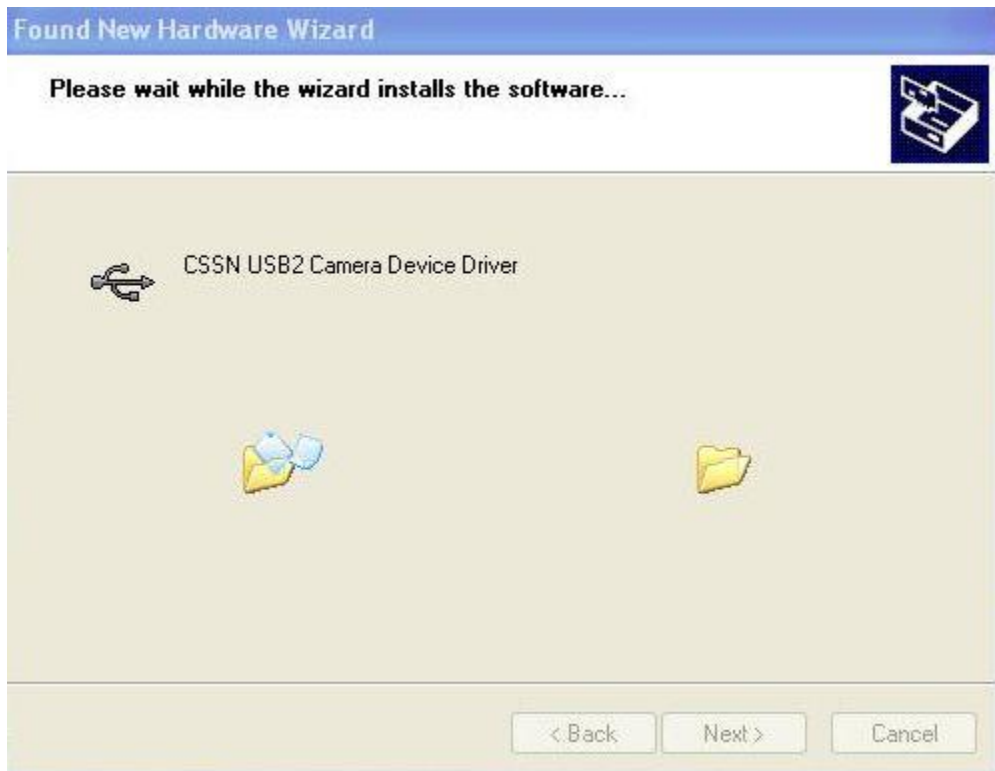 Found New Hardware Wizard
Please wait while the wizard installs the software...
CSSN USB2 Camera Device Driver
< Back
Next >
Cancel